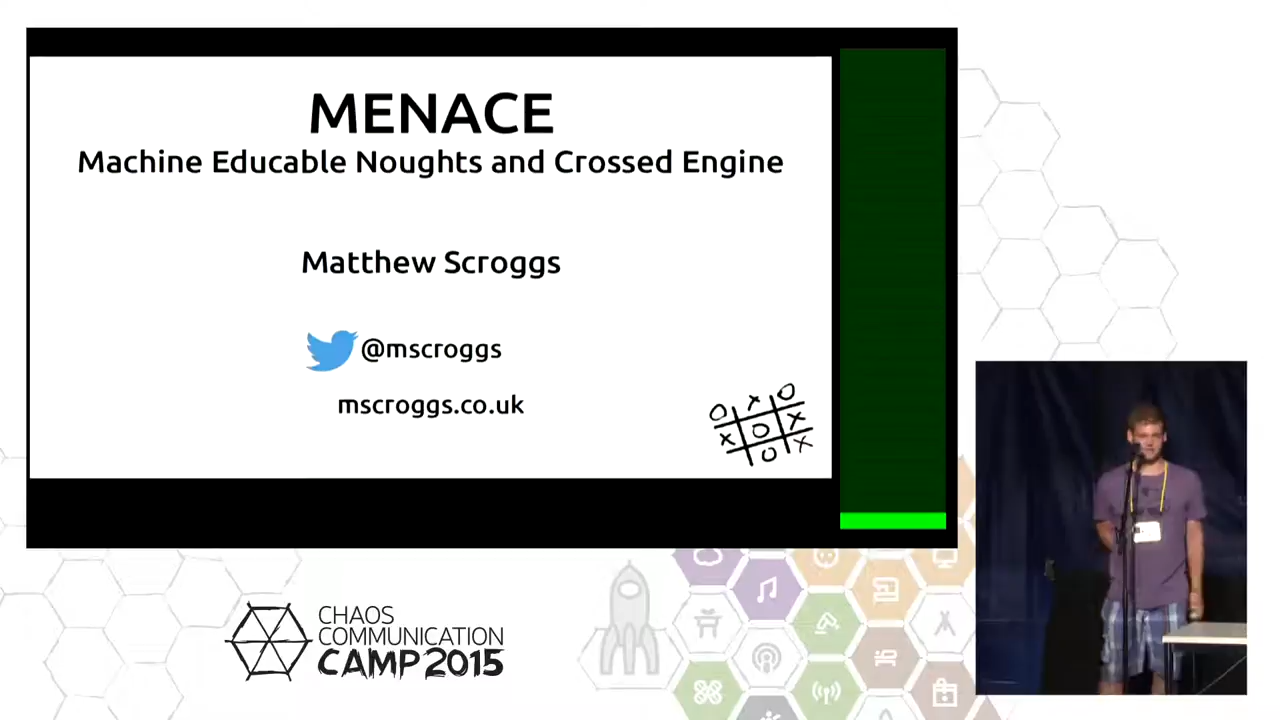 MENACE
Machine Educable Noughts and Crossed Engine
Matthew Scroggs
@mscroggs
mscroggs.co.uk
O X O
X O X
O X
CHAOS
COMMUNICATION
CAMP 2015